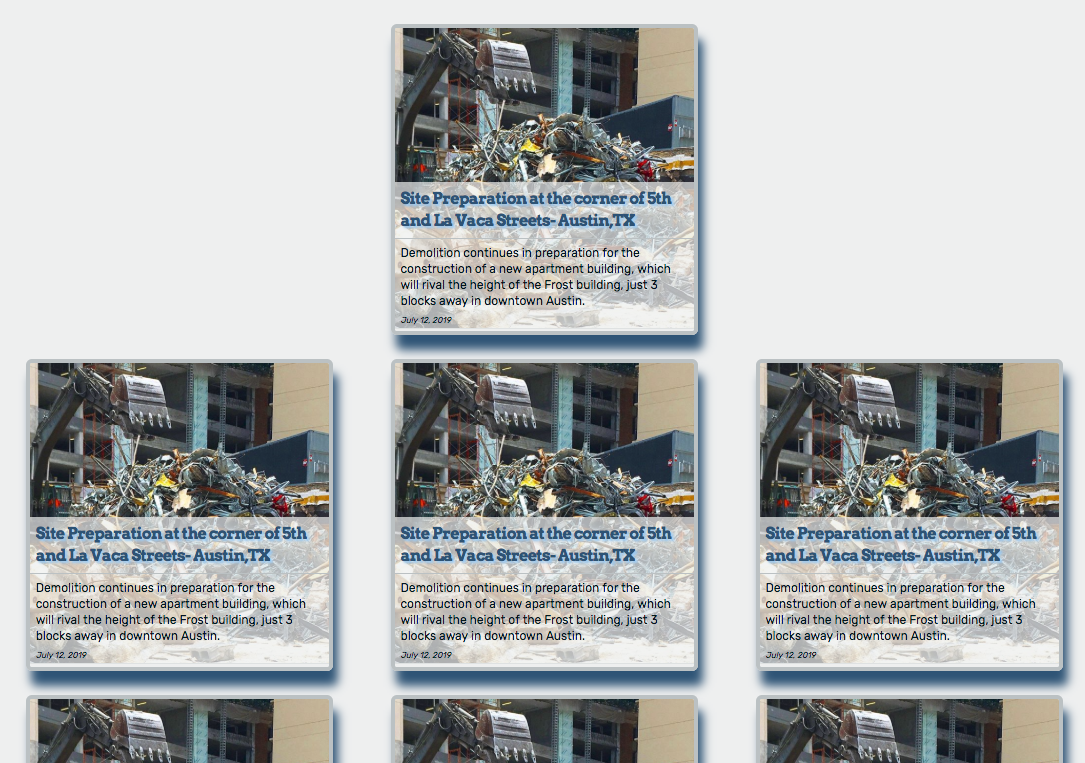 Site Preparation at the corner of 5th
and La Vaca Streets- Austin,TX
Demolition continues in preparation for the
construction of a new apartment building, which
will rival the height of the Frost building, just 3
blocks away in downtown Austin.
July 12, 2019
Site Preparation at the corner of 5th
and La Vaca Streets- Austin,TX
Demolition continues in preparation for the
construction of a new apartment building, which
will rival the height of the Frost building, just 3
blocks away in downtown Austin.
July 12, 2019
Site Preparation at the corner of 5th
and La Vaca Streets- Austin,TX
Demolition continues in preparation for the
construction of a new apartment building, which
will rival the height of the Frost building, just 3
blocks away in downtown Austin.
July 12, 2019
Site Preparation at the corner of 5th
and La Vaca Streets- Austin,TX
Demolition continues in preparation for the
construction of a new apartment building, which
will rival the height of the Frost building, just 3
blocks away in downtown Austin.
July 12, 2019